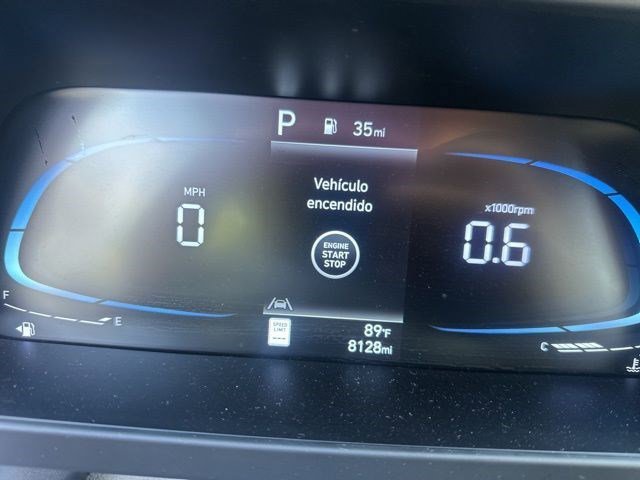 P 35mi
Vehículo
encendido
MPH
0
x1000rpm
0.6
ENGINE
START
STOP
F
E
SPEED
LIMIT
---
89°F
8128mi
C